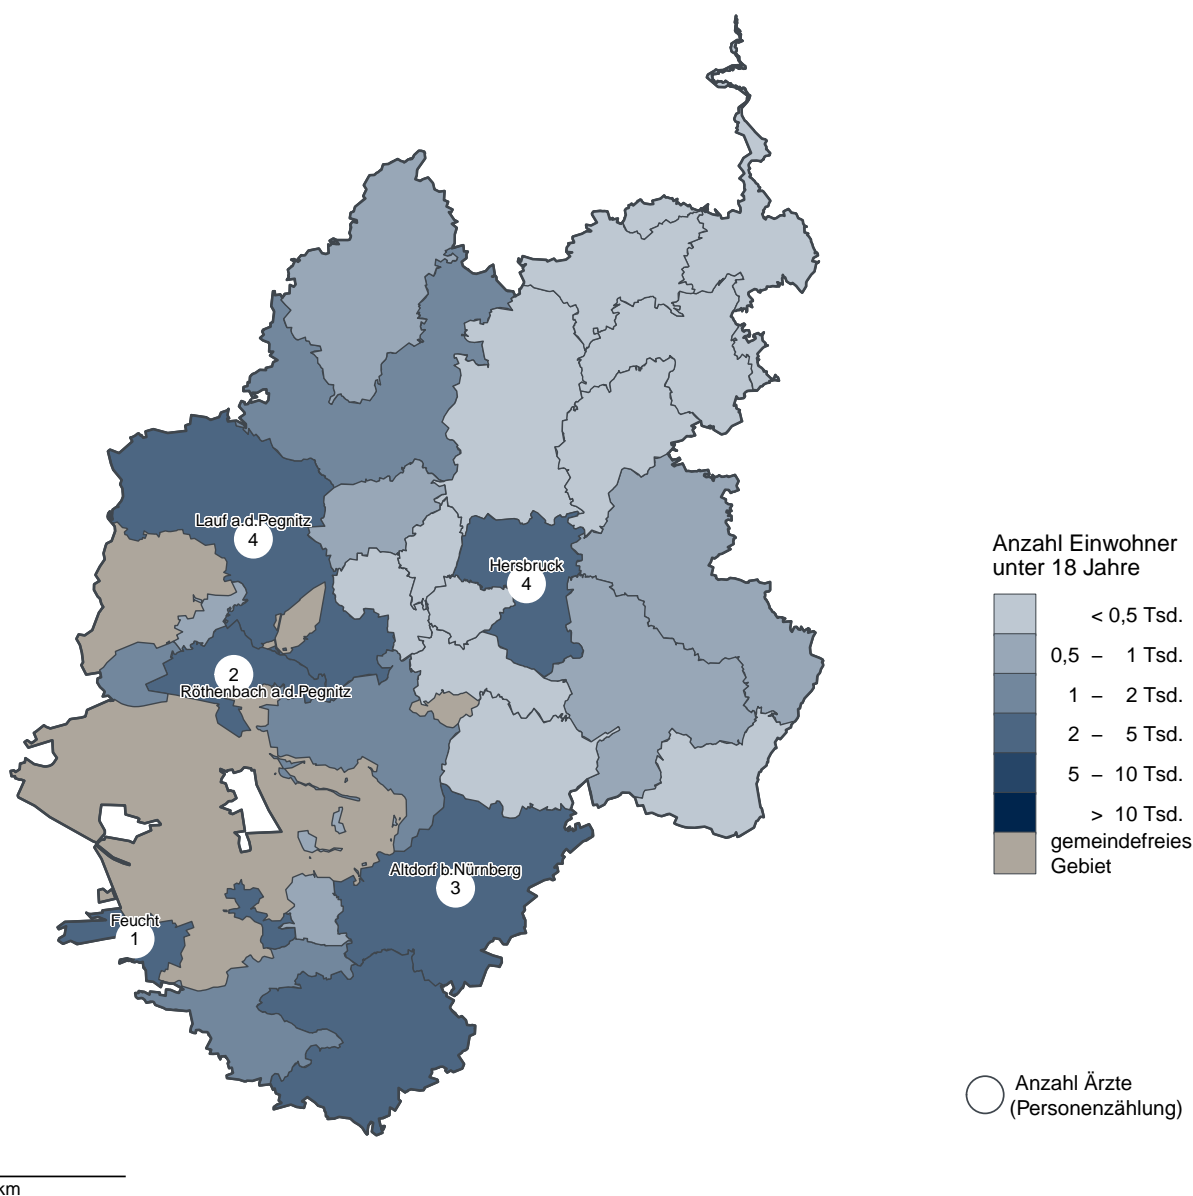 Lauf a.d.Pegnitz
4
Hersbruck
4
2
Röthenbach a.d.Pegnitz
Altdorf b.Nürnberg
3
Feucht
1
Anzahl Einwohner
unter 18 Jahre
< 0,5 Tsd.
0,5 – 1 Tsd.
1 – 2 Tsd.
2 – 5 Tsd.
5 – 10 Tsd.
> 10 Tsd.
gemeindefreies
Gebiet
Anzahl Ärzte
(Personenzählung)
km